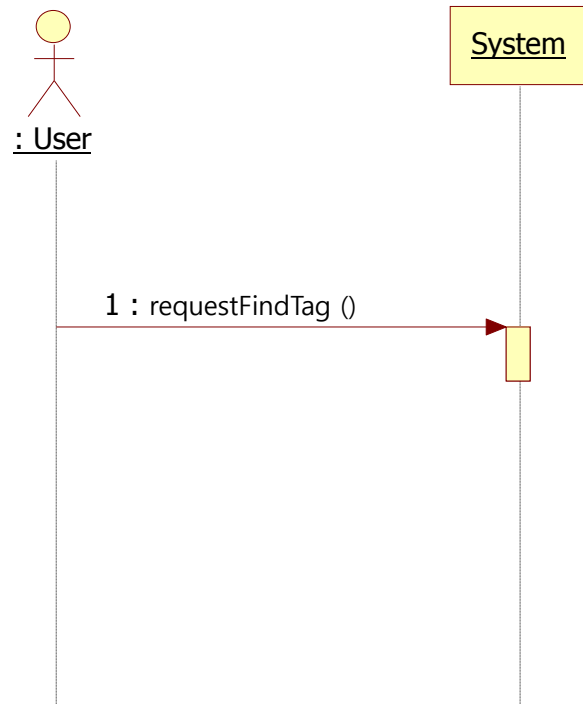 System
: User
1 : requestFindTag ()